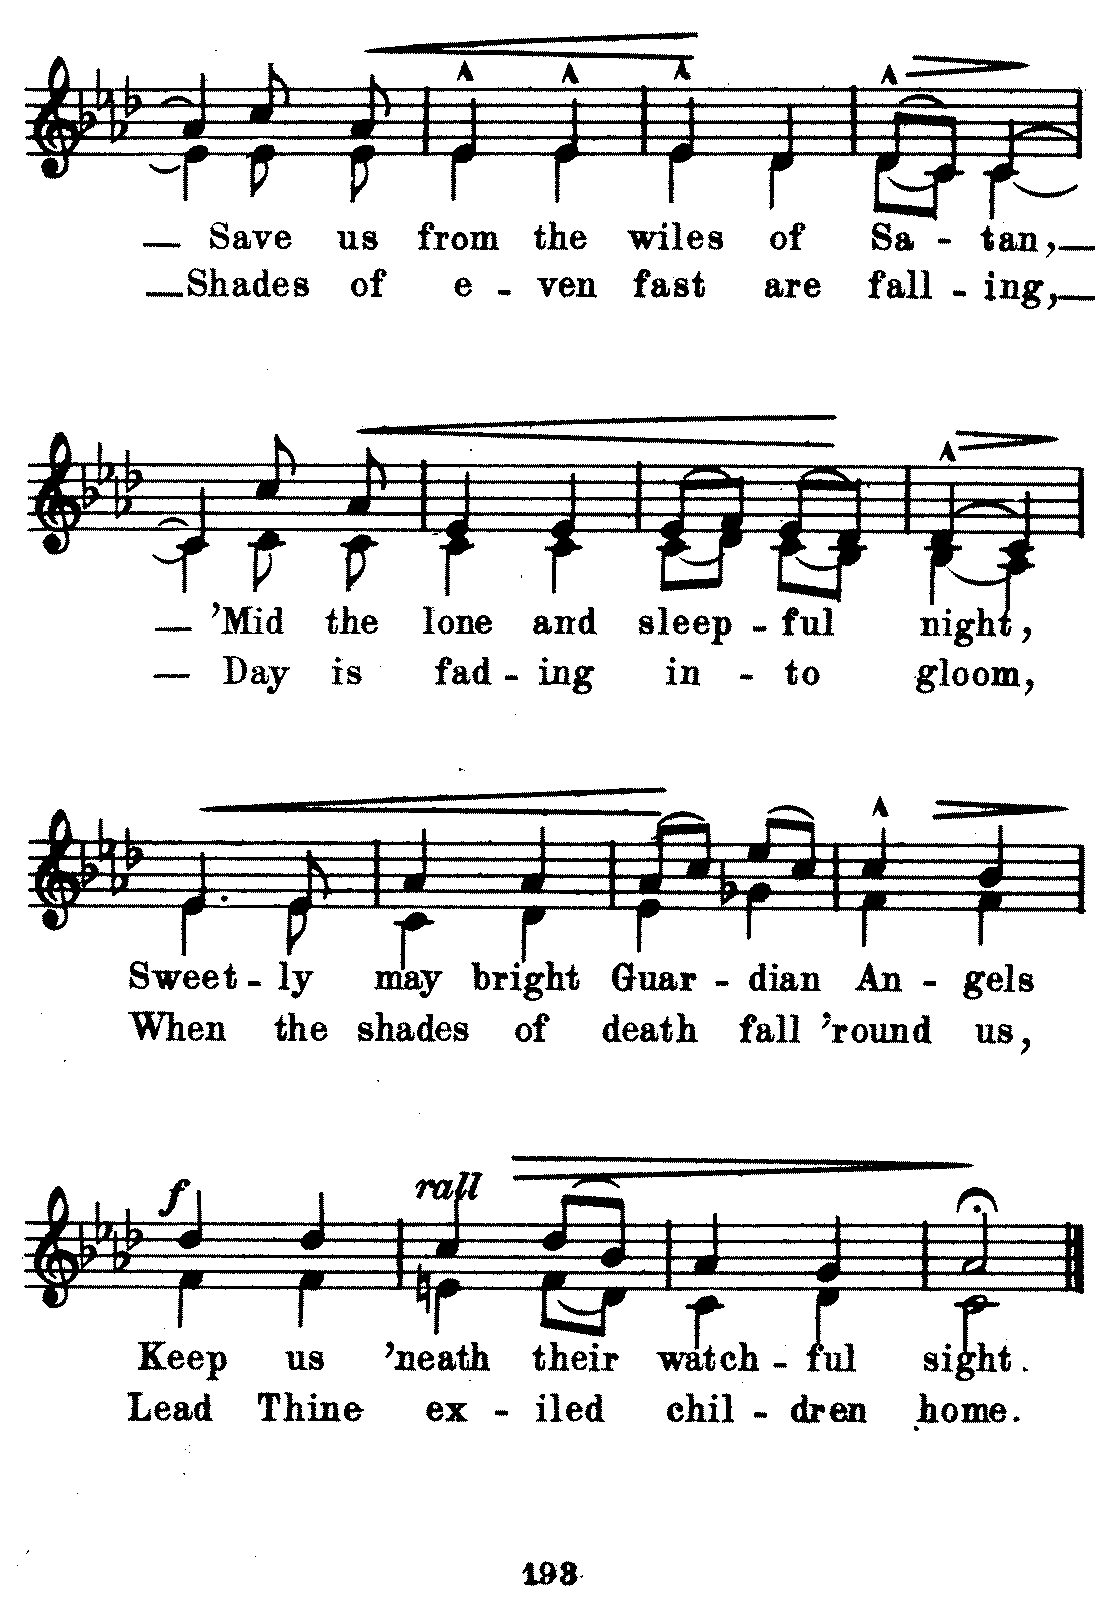 — Save us from the wiles of Sa - tan, —
— Shades of e - ven fast are fall - ing, —
— 'Mid the lone and sleep - ful night,
— Day is fad - ing in - to gloom,
Sweet - ly may bright Guar - dian An - gels
When the shades of death fall 'round us,
f rall
Keep us 'neath their watch - ful sight.
Lead Thine ex - iled chil - dren home.
193